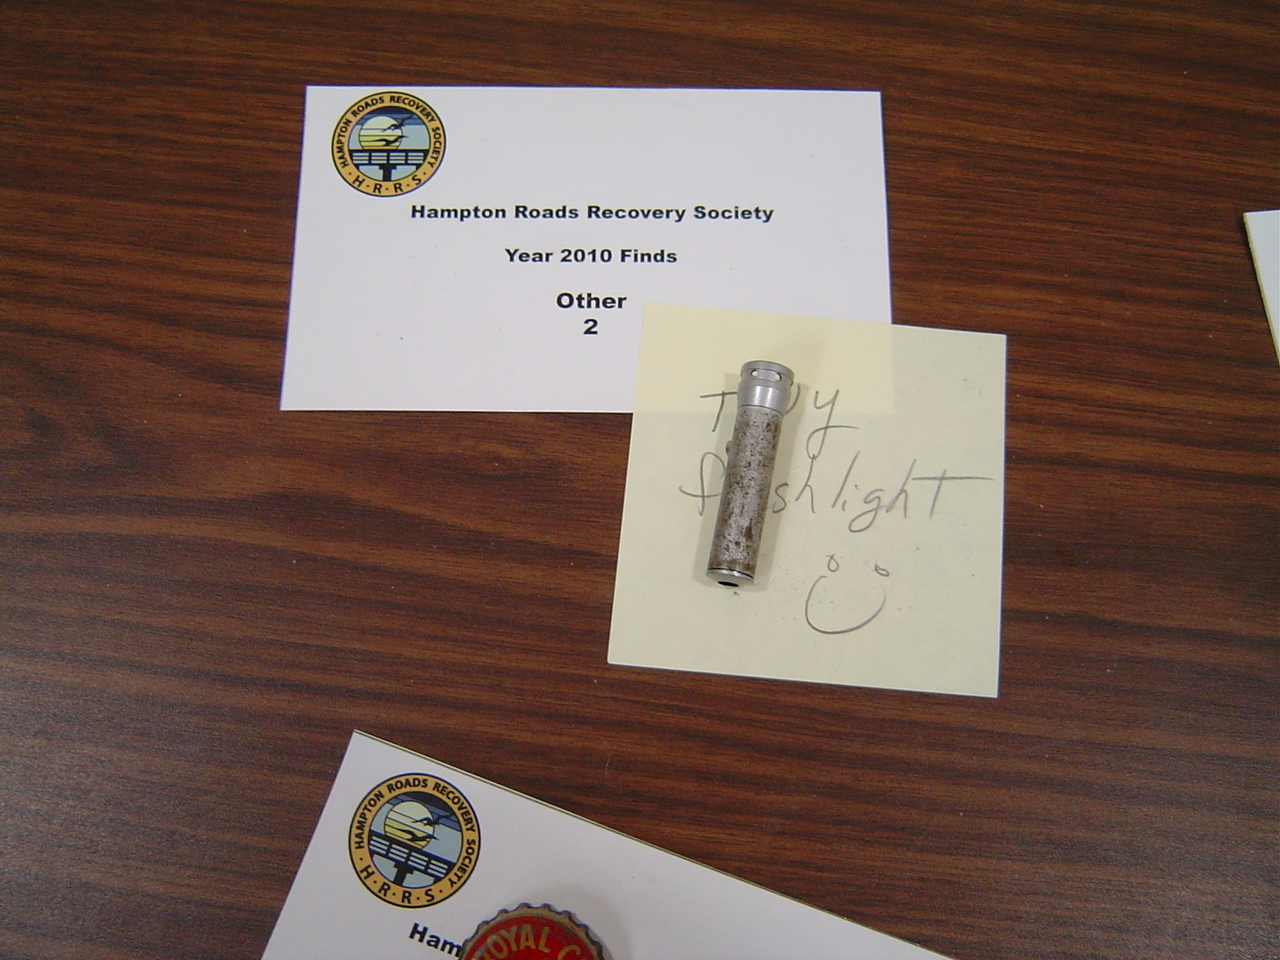 HAMPTON ROADS RECOVERY SOCIETY
· H · R · R · S ·
Hampton Roads Recovery Society
Year 2010 Finds
Other
2
flashlight
HAMPTON ROADS RECOVERY SOCIETY
· H · R · R · S ·
Ham
ROYAL C